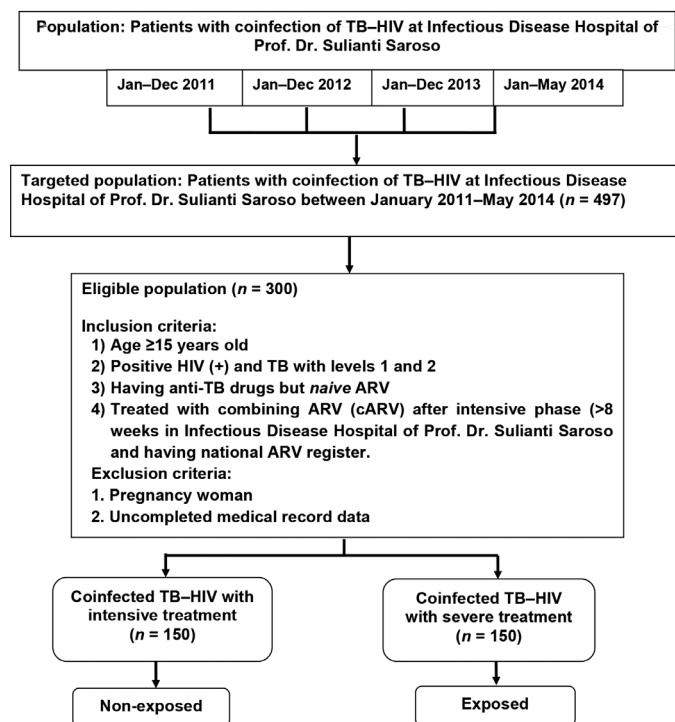 Population: Patients with coinfection of TB–HIV at Infectious Disease Hospital of
Prof. Dr. Sulianti Saroso
Jan–Dec 2011 Jan–Dec 2012 Jan–Dec 2013 Jan–May 2014
Targeted population: Patients with coinfection of TB–HIV at Infectious Disease
Hospital of Prof. Dr. Sulianti Saroso between January 2011–May 2014 (n = 497)
Eligible population (n = 300)
Inclusion criteria:
1) Age ≥15 years old
2) Positive HIV (+) and TB with levels 1 and 2
3) Having anti-TB drugs but naive ARV
4) Treated with combining ARV (cARV) after intensive phase (>8
weeks in Infectious Disease Hospital of Prof. Dr. Sulianti Saroso
and having national ARV register.
Exclusion criteria:
1. Pregnancy woman
2. Uncompleted medical record data
Coinfected TB–HIV with
intensive treatment
(n = 150)
Coinfected TB–HIV
with severe treatment
(n = 150)
Non-exposed
Exposed